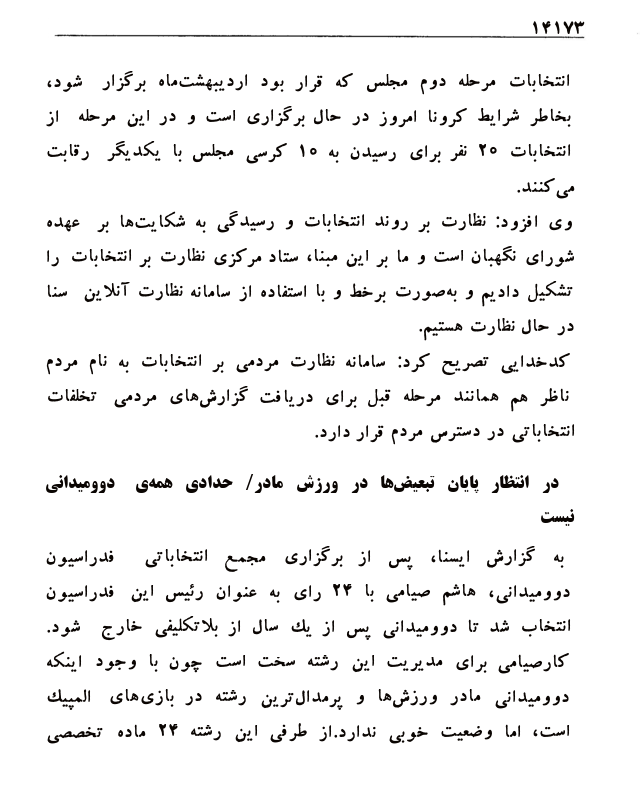 ۱۴۱۷۳
انتخابات مرحله دوم مجلس که قرار بود اردیبهشت‌ماه برگزار شود،
بخاطر شرایط کرونا امروز در حال برگزاری است و در این مرحله از
انتخابات ۲۵ نفر برای رسیدن به ۱۵ کرسی مجلس با یکدیگر رقابت
می‌کنند.
وی افزود: نظارت بر روند انتخابات و رسیدگی به شکایت‌ها بر عهده
شورای نگهبان است و ما بر این مبنا، ستاد مرکزی نظارت بر انتخابات را
تشکیل دادیم و به‌صورت برخط و با استفاده از سامانه نظارت آنلاین سنا
در حال نظارت هستیم.
کدخدایی تصریح کرد: سامانه نظارت مردمی بر انتخابات به نام مردم
ناظر هم همانند مرحله قبل برای دریافت گزارش‌های مردمی تخلفات
انتخاباتی در دسترس مردم قرار دارد.
در انتظار پایان تبعیض‌ها در ورزش مادر/ حدادی همه‌ی دوومیدانی
نیست
به گزارش ایسنا، پس از برگزاری مجمع انتخاباتی فدراسیون
دوومیدانی، هاشم صیامی با ۲۴ رای به عنوان رئیس این فدراسیون
انتخاب شد تا دوومیدانی پس از یك سال از بلاتکلیفی خارج شود.
کارصیامی برای مدیریت این رشته سخت است چون با وجود اینکه
دوومیدانی مادر ورزش‌ها و پرمدال‌ترین رشته در بازی‌های المپیك
است، اما وضعیت خوبی ندارد.از طرفی این رشته ۲۴ ماده تخصصی